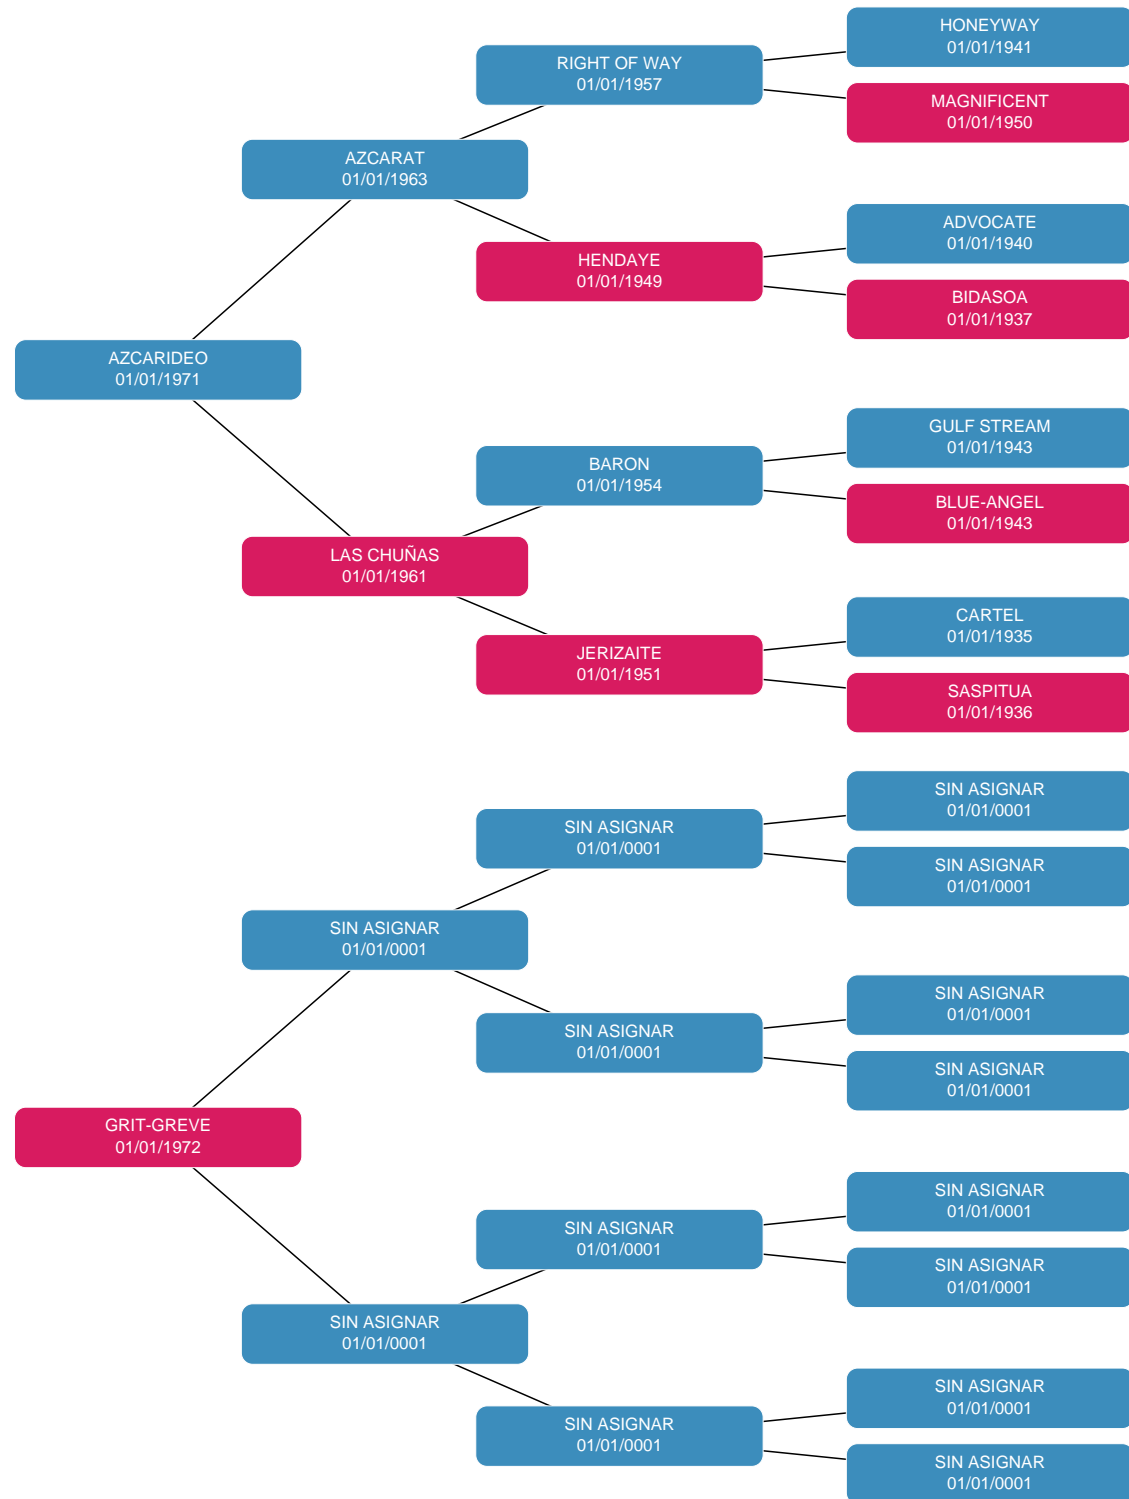 HONEYWAY
01/01/1941
RIGHT OF WAY
01/01/1957
MAGNIFICENT
01/01/1950
AZCARAT
01/01/1963
ADVOCATE
01/01/1940
HENDAYE
01/01/1949
BIDASOA
01/01/1937
AZCARIDEO
01/01/1971
GULF STREAM
01/01/1943
BARON
01/01/1954
BLUE-ANGEL
01/01/1943
LAS CHUÑAS
01/01/1961
CARTEL
01/01/1935
JERIZAITE
01/01/1951
SASPITUA
01/01/1936
SIN ASIGNAR
01/01/0001
SIN ASIGNAR
01/01/0001
SIN ASIGNAR
01/01/0001
SIN ASIGNAR
01/01/0001
SIN ASIGNAR
01/01/0001
SIN ASIGNAR
01/01/0001
SIN ASIGNAR
01/01/0001
GRIT-GREVE
01/01/1972
SIN ASIGNAR
01/01/0001
SIN ASIGNAR
01/01/0001
SIN ASIGNAR
01/01/0001
SIN ASIGNAR
01/01/0001
SIN ASIGNAR
01/01/0001
SIN ASIGNAR
01/01/0001
SIN ASIGNAR
01/01/0001